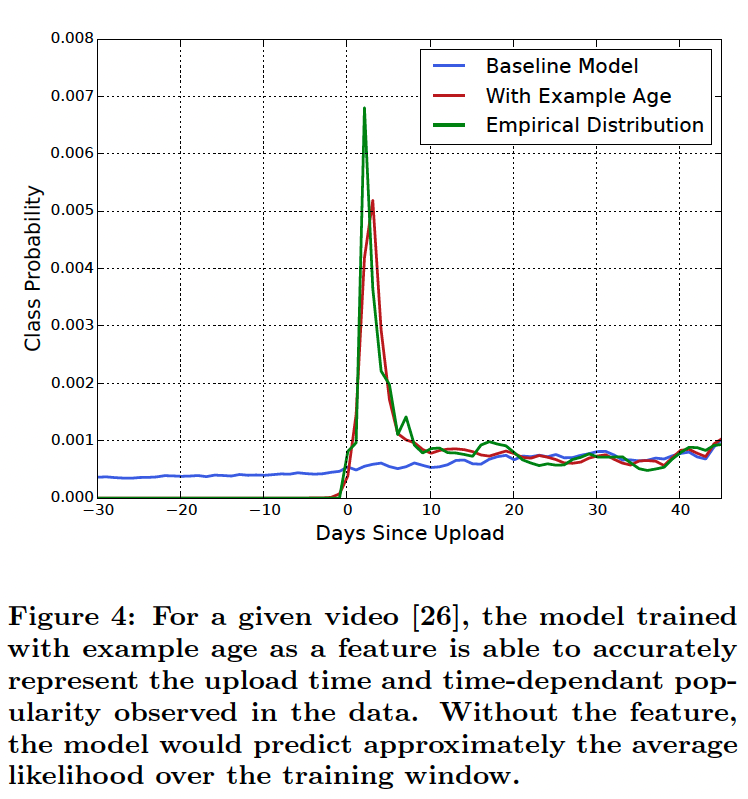 0.008
0.007
0.006
0.005
0.004
0.003
0.002
0.001
0.000
Class Probability
Baseline Model
With Example Age
Empirical Distribution
−30
−20
−10
0
10
20
30
40
Days Since Upload
Figure 4: For a given video [26], the model trained
with example age as a feature is able to accurately
represent the upload time and time-dependant pop-
ularity observed in the data. Without the feature,
the model would predict approximately the average
likelihood over the training window.